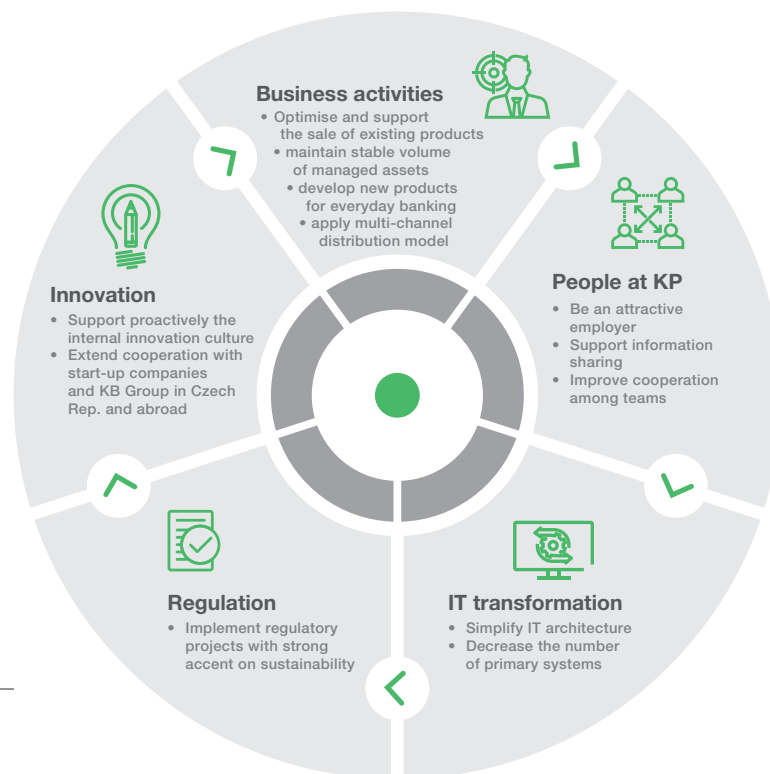 Business activities
• Optimise and support
the sale of existing products
• maintain stable volume
of managed assets
• develop new products
for everyday banking
• apply multi-channel
distribution model
People at KP
• Be an attractive
employer
• Support information
sharing
• Improve cooperation
among teams
IT transformation
• Simplify IT architecture
• Decrease the number
of primary systems
Regulation
• Implement regulatory
projects with strong
accent on sustainability
Innovation
• Support proactively the
internal innovation culture
• Extend cooperation with
start-up companies
and KB Group in Czech
Rep. and abroad